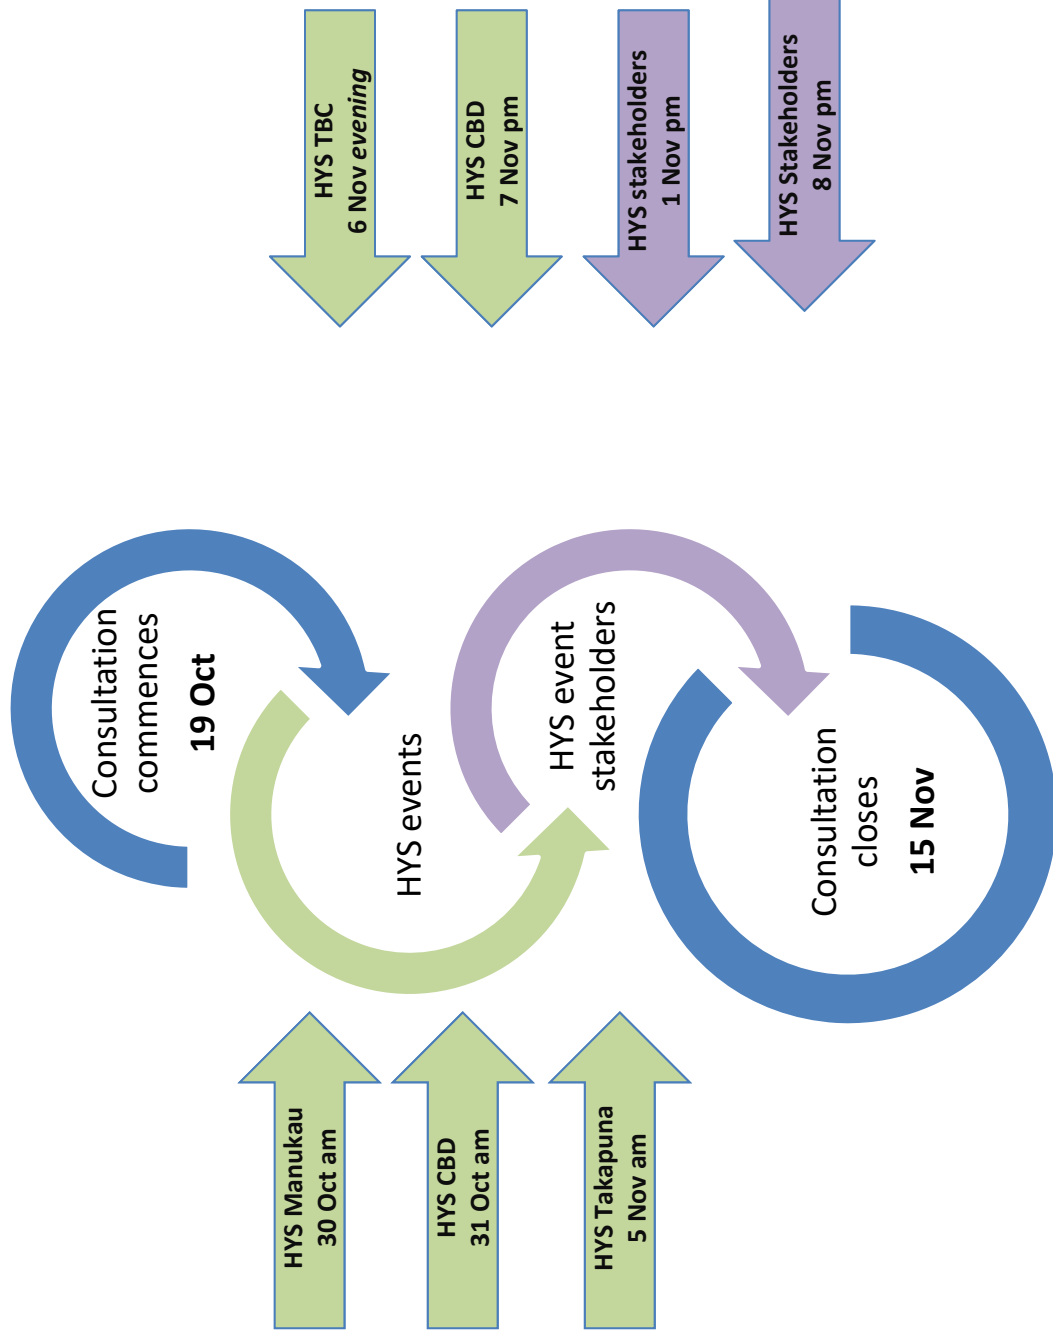 Consultation
commences
19 Oct
HYS events
HYS event
stakeholders
Consultation
closes
15 Nov
HYS Manukau
30 Oct am
HYS CBD
31 Oct am
HYS Takapuna
5 Nov am
HYS TBC
6 Nov evening
HYS CBD
7 Nov pm
HYS stakeholders
1 Nov pm
HYS Stakeholders
8 Nov pm